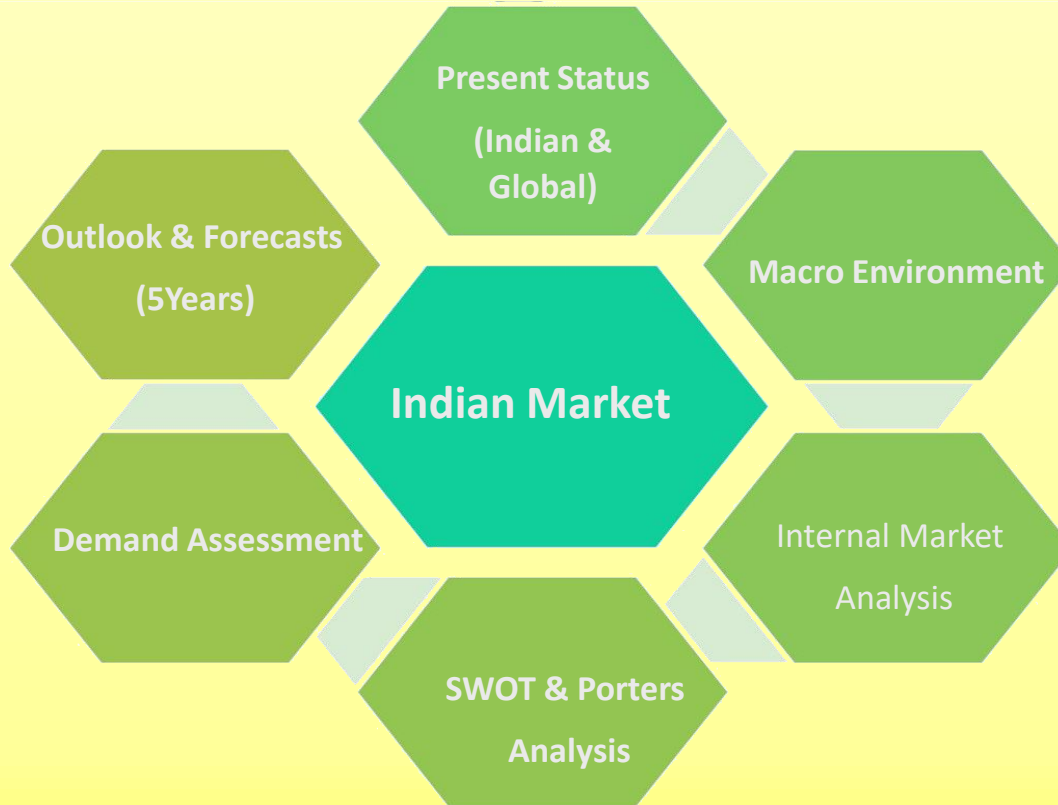 Present Status
(Indian &
Global)
Outlook & Forecasts
(5Years)
Macro Environment
Indian Market
Demand Assessment
Internal Market
Analysis
SWOT & Porters
Analysis